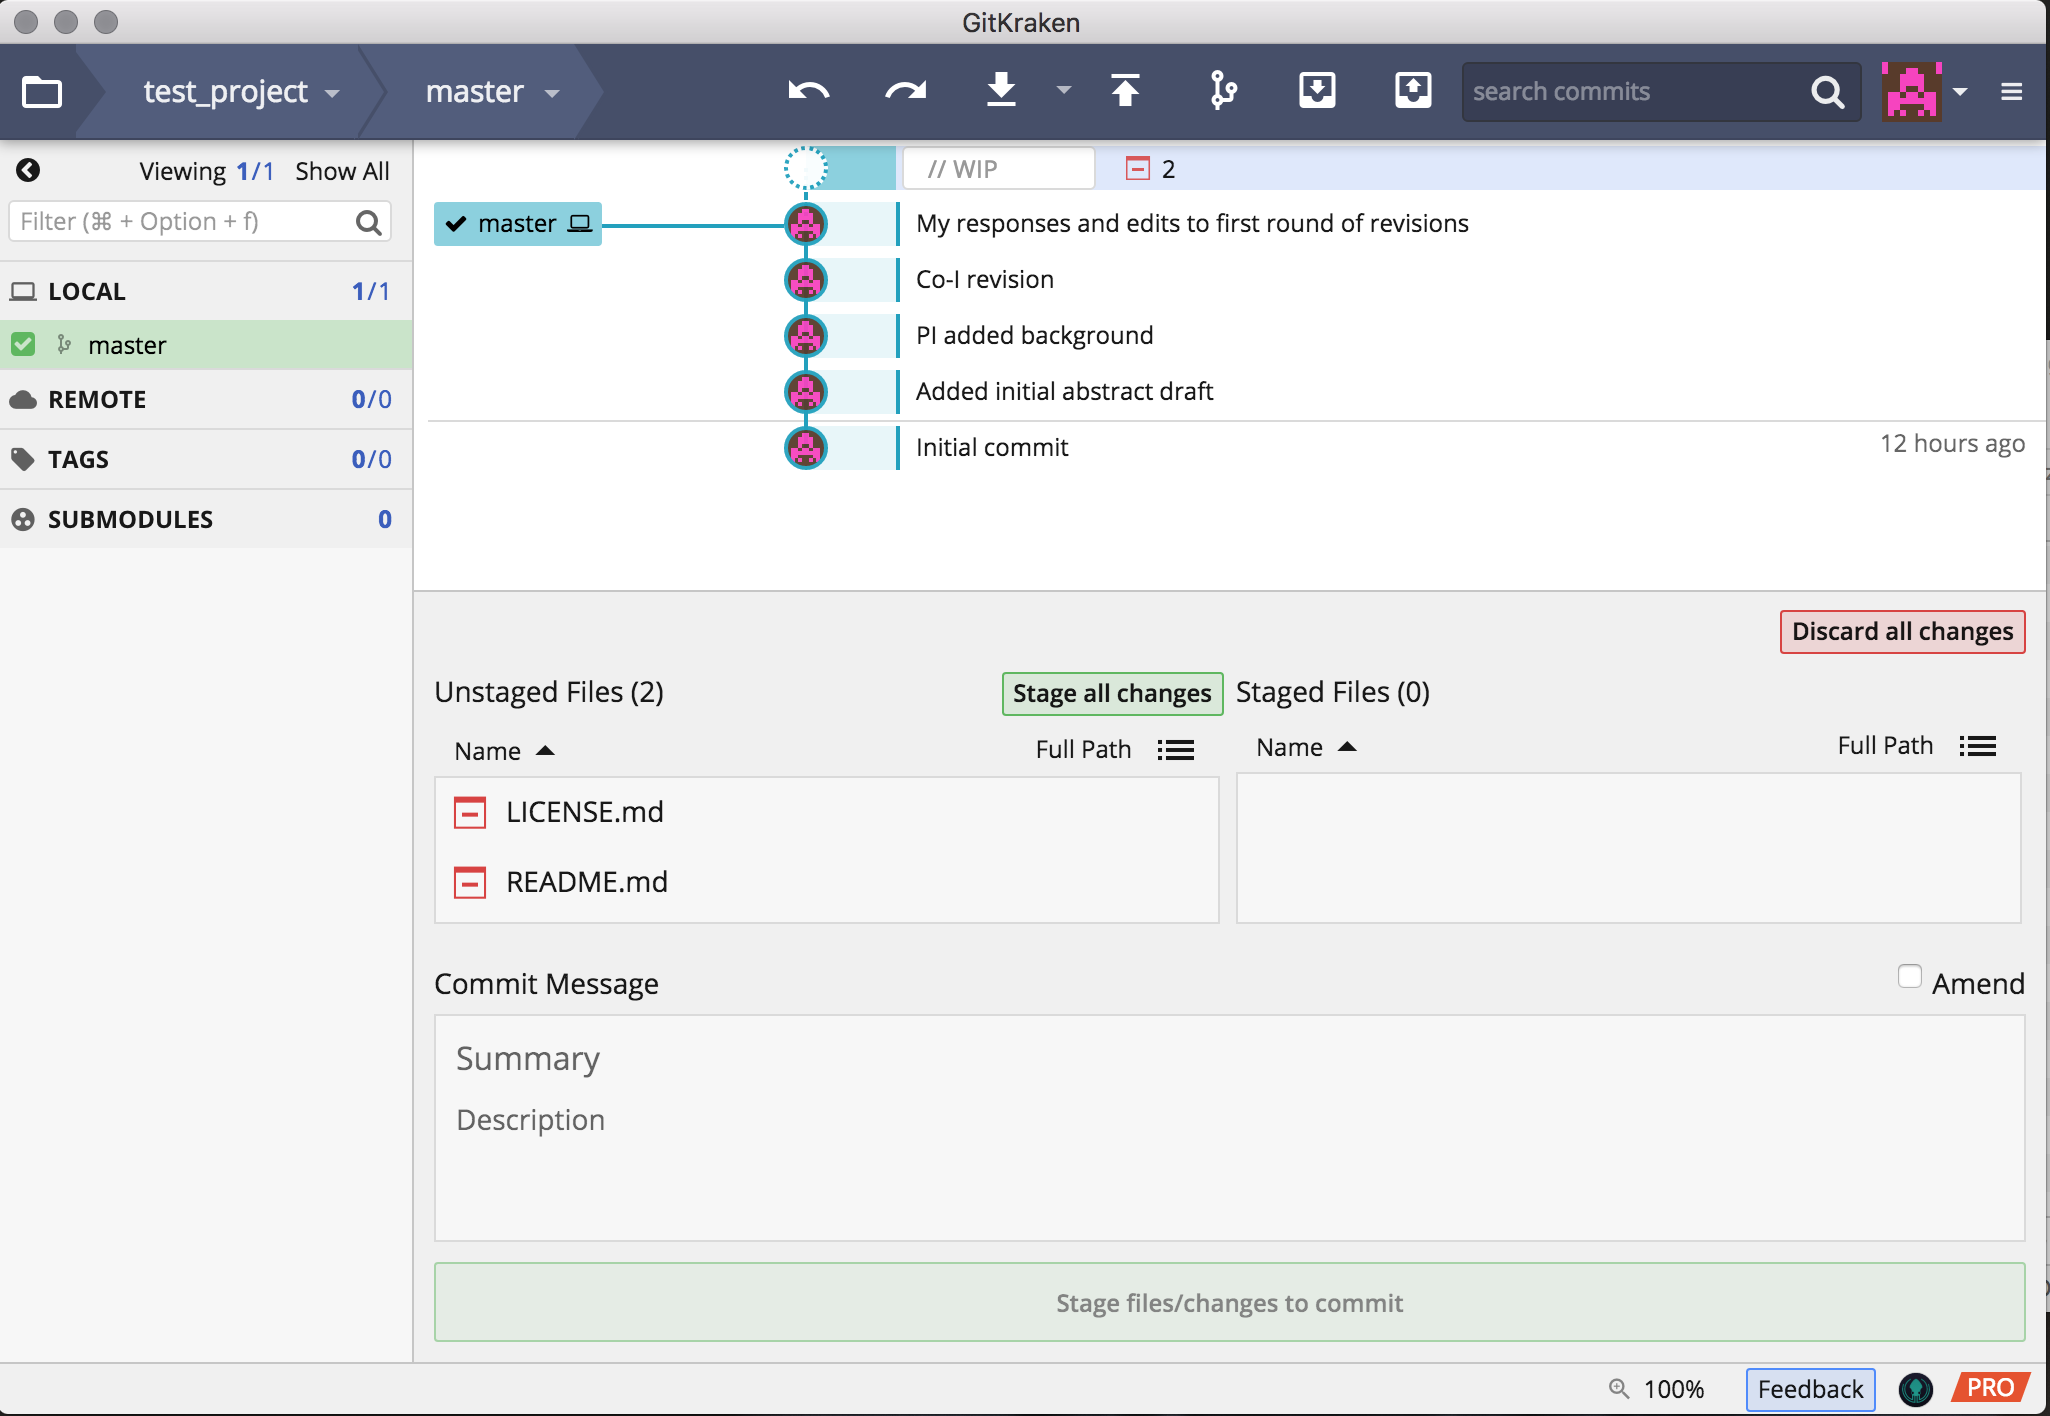 GitKraken
test_project
master
search commits
Viewing 1/1 Show All
Filter (⌘ + Option + f)
LOCAL 1/1
master
REMOTE 0/0
TAGS 0/0
SUBMODULES 0
// WIP 2
master My responses and edits to first round of revisions
Co-I revision
PI added background
Added initial abstract draft
Initial commit 12 hours ago
Discard all changes
Unstaged Files (2) Stage all changes
Name Full Path
LICENSE.md
README.md
Staged Files (0)
Name Full Path
Commit Message Amend
Summary
Description
Stage files/changes to commit
100% Feedback PRO